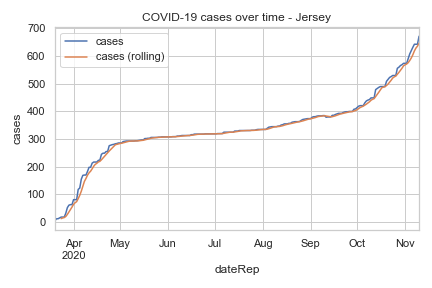 COVID-19 cases over time - Jersey
700
600
500
400
300
200
100
0
cases
cases
cases (rolling)
Apr
2020
May
Jun
Jul
Aug
Sep
Oct
Nov
dateRep